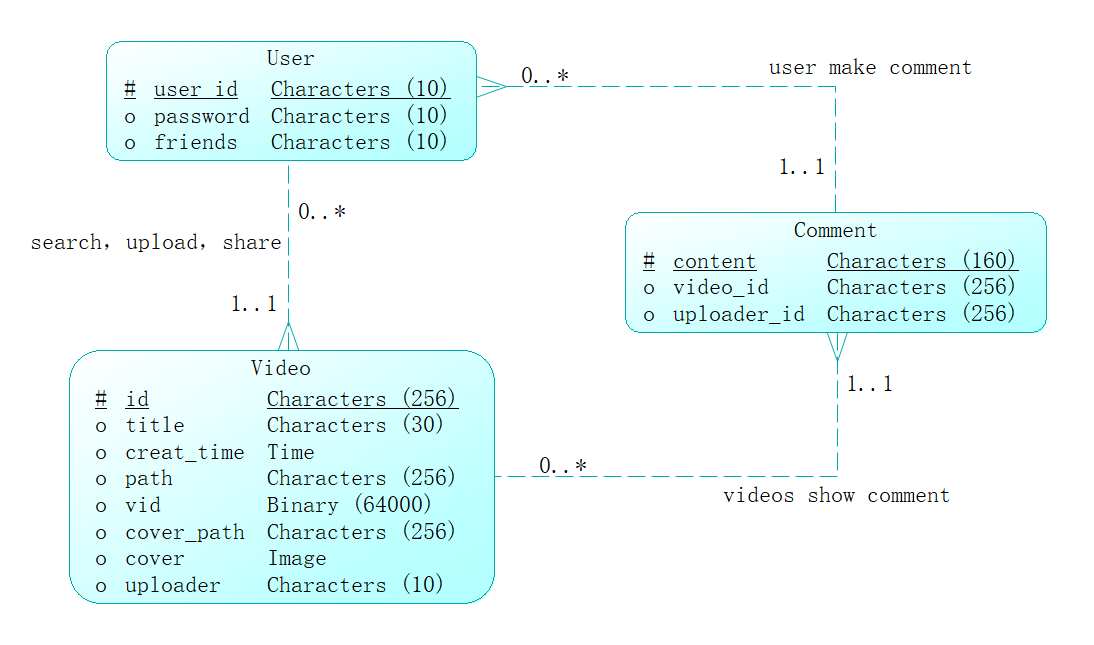 User
# user_id Characters (10)
o password Characters (10)
o friends Characters (10)
0..*
user make comment
1..1
0..*
search, upload, share
1..1
Comment
# content Characters (160)
o video_id Characters (256)
o uploader_id Characters (256)
Video
# id Characters (256)
o title Characters (30)
o creat_time Time
o path Characters (256)
o vid Binary (64000)
o cover_path Characters (256)
o cover Image
o uploader Characters (10)
1..1
0..*
videos show comment